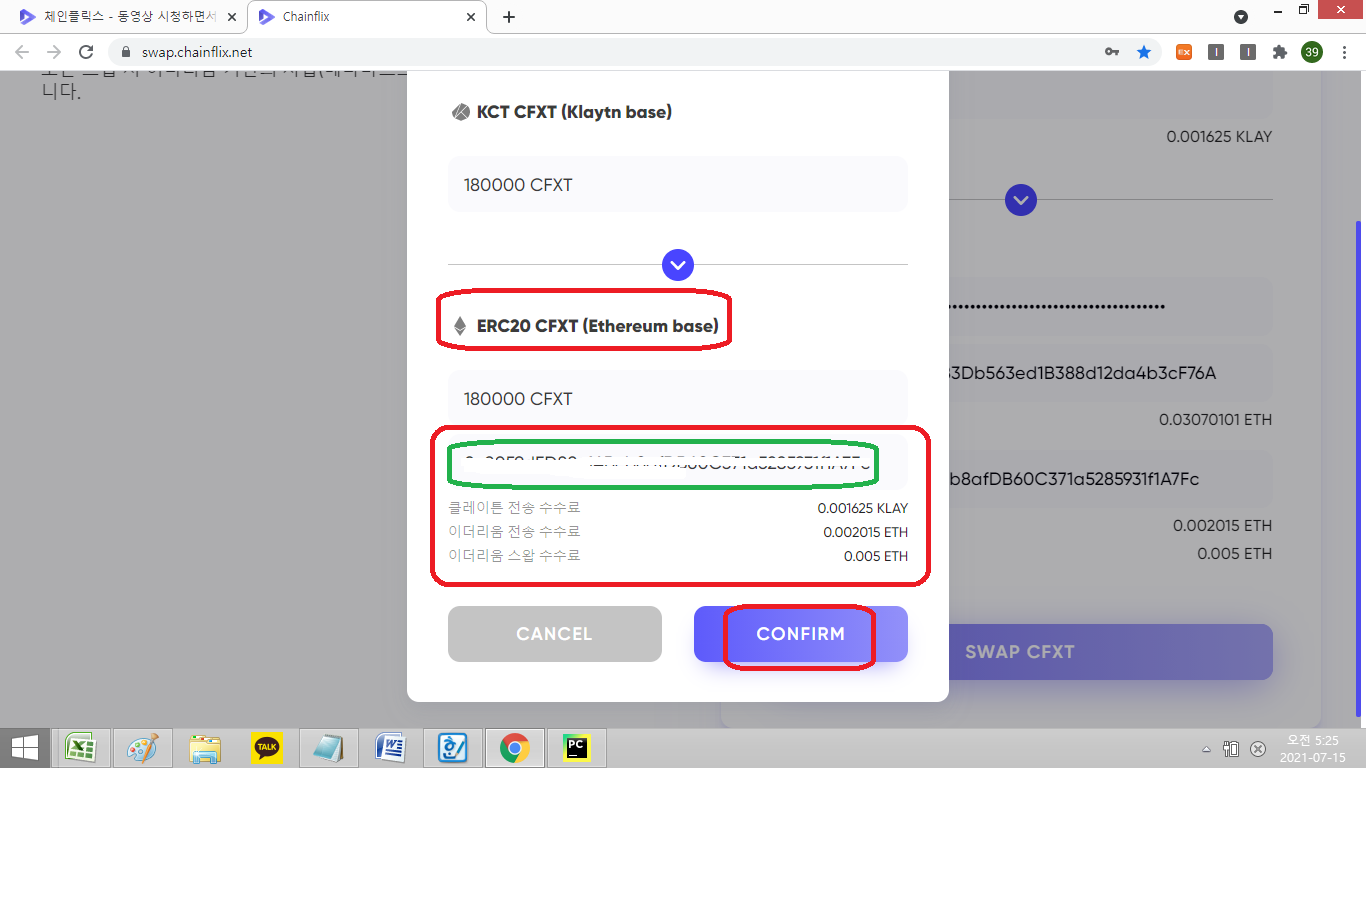 체인플릭스 - 동영상 시청하면서
Chainflix
swap.chainflix.net
39
니다.
KCT CFXT (Klaytn base)
180000 CFXT
0.001625 KLAY
ERC20 CFXT (Ethereum base)
180000 CFXT
3Db563ed1B388d12da4b3cF76A
0.03070101 ETH
b8afDB60C371a5285931f1A7Fc
클레이튼 전송 수수료 0.001625 KLAY
이더리움 전송 수수료 0.002015 ETH
이더리움 스왑 수수료 0.005 ETH
0.002015 ETH
0.005 ETH
CANCEL
CONFIRM
SWAP CFXT
TALK
PC
오전 5:25
2021-07-15